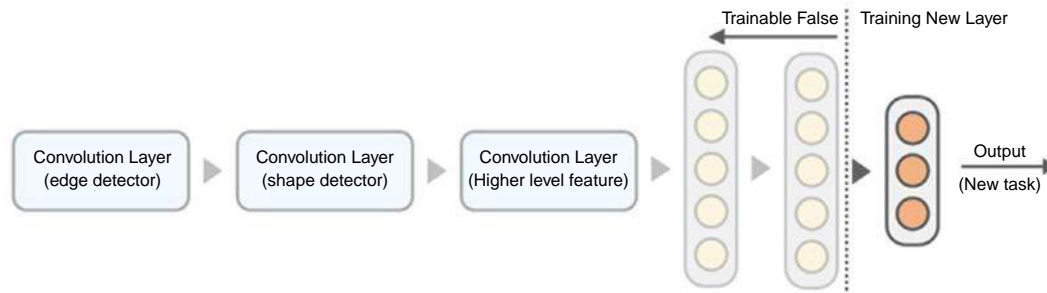 Trainable False
Training New Layer
Convolution Layer
(edge detector)
Convolution Layer
(shape detector)
Convolution Layer
(Higher level feature)
Output
(New task)